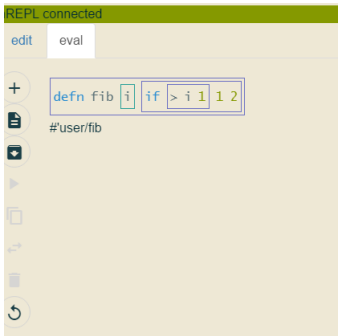 REPL connected
edit eval
defn fib i if > i 1 1 2
#'user/fib